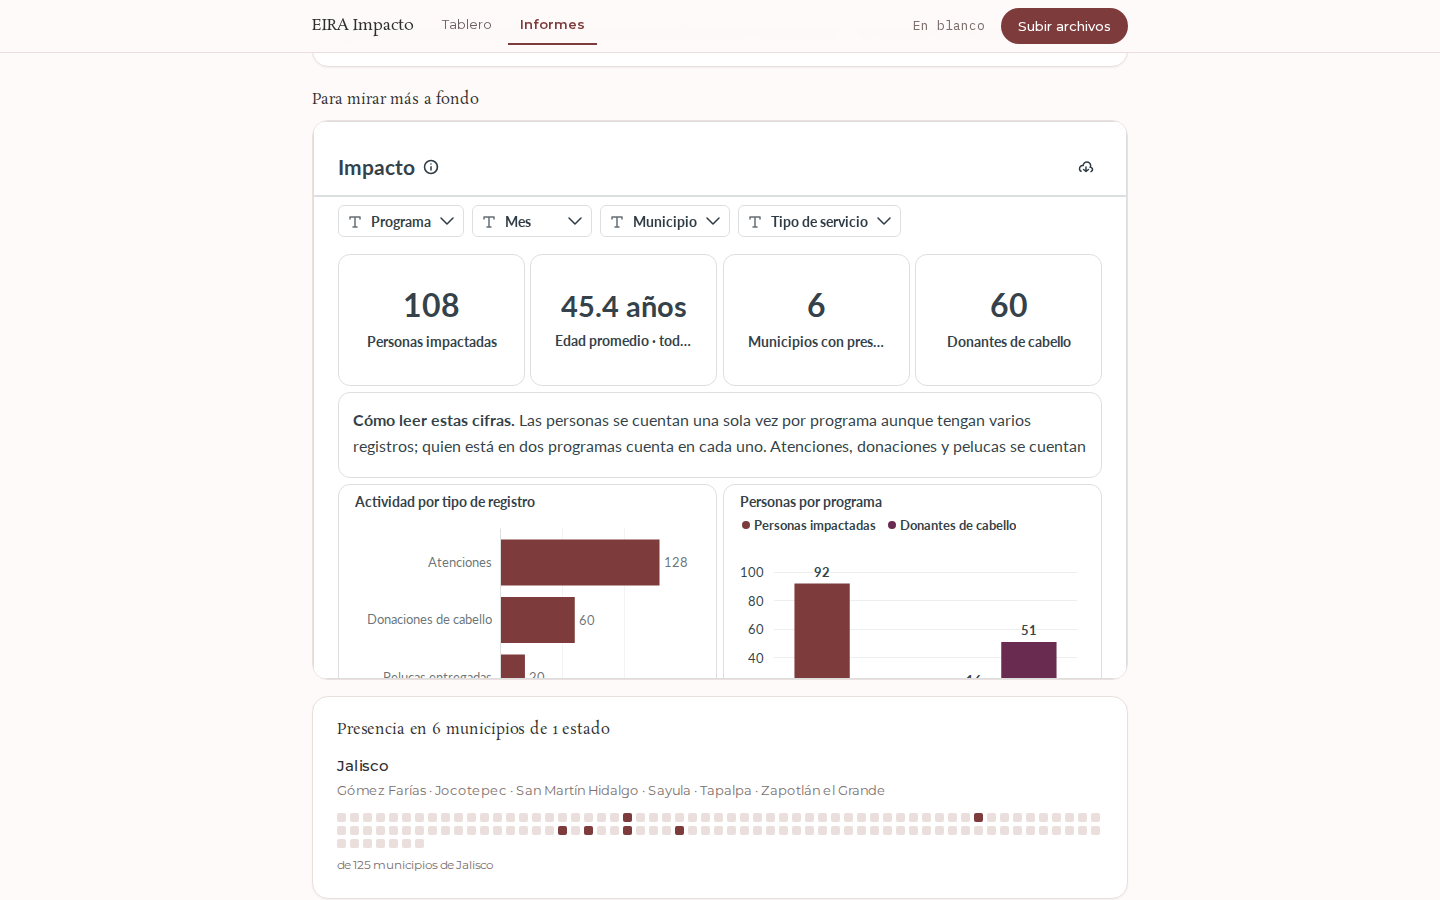 EIRA Impacto Tablero Informes En blanco Subir archivos
Para mirar más a fondo
Impacto
Programa Mes Municipio Tipo de servicio
108 45.4 años 6 60
Personas impactadas Edad promedio · tod... Municipios con pres... Donantes de cabello
Cómo leer estas cifras. Las personas se cuentan una sola vez por programa aunque tengan varios
registros; quien está en dos programas cuenta en cada uno. Atenciones, donaciones y pelucas se cuentan
Actividad por tipo de registro
Atenciones 128
Donaciones de cabello 60
Pelucas entregadas 20
Personas por programa
Personas impactadas Donantes de cabello
100 92
80
60 51
40
Presencia en 6 municipios de 1 estado
Jalisco
Gómez Farías · Jocotepec · San Martín Hidalgo · Sayula · Tapalpa · Zapotlán el Grande
de 125 municipios de Jalisco